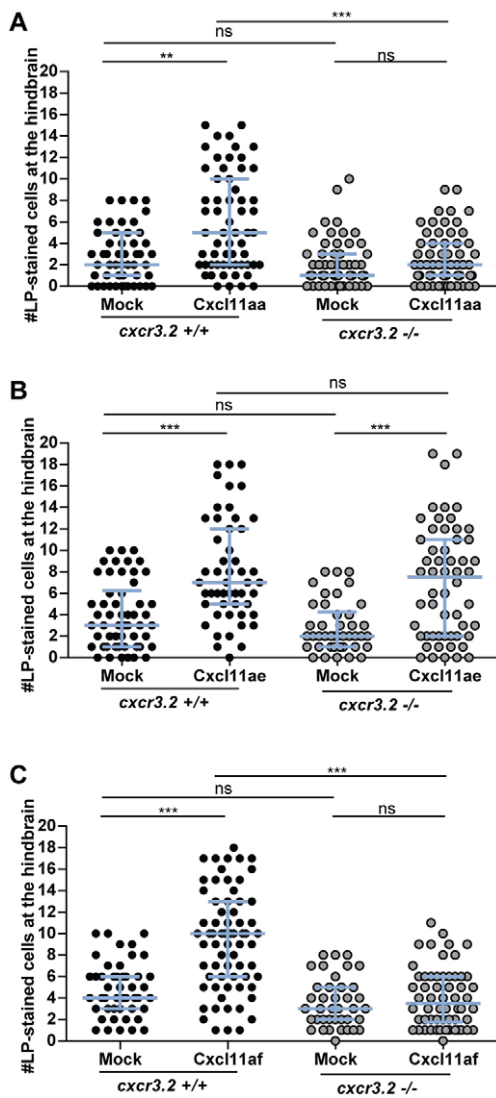 A
***
ns
** ns
#LP-stained cells at the hindbrain
20
18
16
14
12
10
8
6
4
2
0
Mock Cxcl11aa Mock Cxcl11aa
cxcr3.2 +/+ cxcr3.2 -/-
B
ns
ns
*** ***
#LP-stained cells at the hindbrain
20
18
16
14
12
10
8
6
4
2
0
Mock Cxcl11ae Mock Cxcl11ae
cxcr3.2 +/+ cxcr3.2 -/-
C
***
ns
*** ns
#LP-stained cells at the hindbrain
20
18
16
14
12
10
8
6
4
2
0
Mock Cxcl11af Mock Cxcl11af
cxcr3.2 +/+ cxcr3.2 -/-